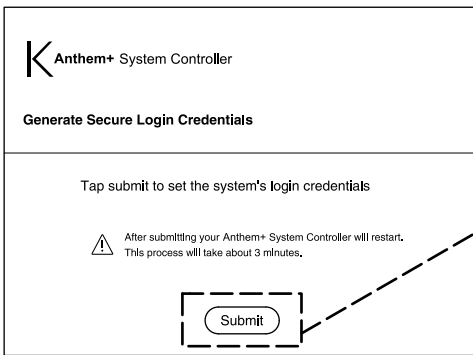 Anthem+ System Controller
Generate Secure Login Credentials
Tap submit to set the system's login credentials
After submitting your Anthem+ System Controller will restart.
This process will take about 3 minutes.
Submit